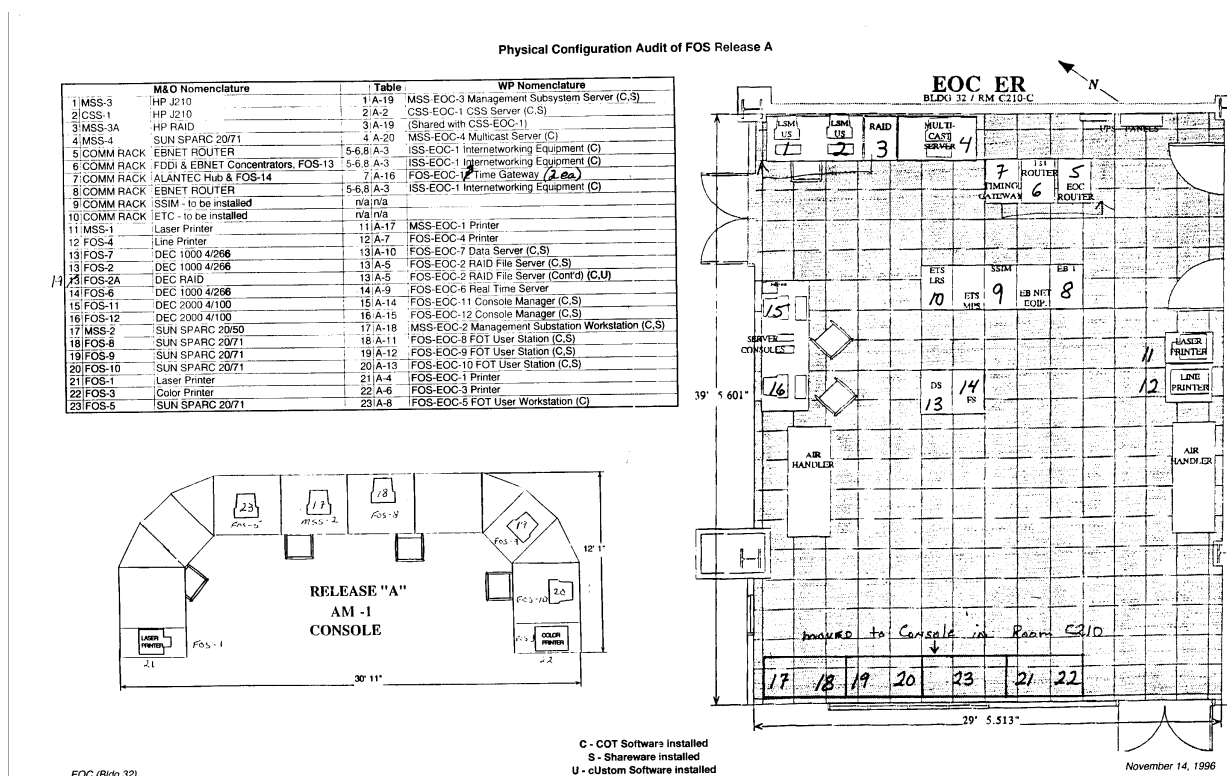 Physical Configuration Audit of FOS Release A
M&O Nomenclature Table WP Nomenclature
1 MSS-3 HP J210 1 A-19 MSS-EOC-3 Management Subsystem Server (C,S)
2 CSS-1 HP J210 2 A-2 CSS-EOC-1 CSS Server (C,S)
3 MSS-3A HP RAID 3 A-19 (Shared with CSS-EOC-1)
4 MSS-4 SUN SPARC 20/71 4 A-20 MSS-EOC-4 Multicast Server (C)
5 COMM RACK EBNET ROUTER 5-6,8 A-3 ISS-EOC-1 Internetworking Equipment (C)
6 COMM RACK FDDi & EBNET Concentrators, FOS-13 5-6,8 A-3 ISS-EOC-1 Internetworking Equipment (C)
7 COMM RACK ALANTEC Hub & FOS-14 7 A-16 Time Gateway (2 ea)
8 COMM RACK EBNET ROUTER 5-6,8 A-3 ISS-EOC-1 Internetworking Equipment (C)
9 COMM RACK SSIM - to be installed n/a n/a
10 COMM RACK ETC - to be installed n/a n/a
11 MSS-1 Laser Printer 11 A-17 MSS-EOC-1 Printer
12 FOS-4 Line Printer 12 A-7 FOS-EOC-4 Printer
13 FOS-7 DEC 1000 4/266 13 A-10 FOS-EOC-7 Data Server (C,S)
13 FOS-2 DEC 1000 4/266 13 A-5 FOS-EOC-2 RAID File Server (C,S)
14 13 FOS-2A DEC RAID 13 A-5 FOS-EOC-2 RAID File Server (Cont'd) (C,U)
14 FOS-6 DEC 1000 4/266 14 A-9 FOS-EOC-6 Real Time Server
15 FOS-11 DEC 2000 4/100 15 A-14 FOS-EOC-11 Console Manager (C,S)
16 FOS-12 DEC 2000 4/100 16 A-15 FOS-EOC-12 Console Manager (C,S)
17 MSS-2 SUN SPARC 20/50 17 A-18 MSS-EOC-2 Management Substation Workstation (C,S)
18 FOS-8 SUN SPARC 20/71 18 A-11 FOS-EOC-8 FOT User Station (C,S)
19 FOS-9 SUN SPARC 20/71 19 A-12 FOS-EOC-9 FOT User Station (C,S)
20 FOS-10 SUN SPARC 20/71 20 A-13 FOS-EOC-10 FOT User Station (C,S)
21 FOS-1 Laser Printer 21 A-4 FOS-EOC-1 Printer
22 FOS-3 Color Printer 22 A-6 FOS-EOC-3 Printer
23 FOS-5 SUN SPARC 20/71 23 A-8 FOS-EOC-5 FOT User Workstation (C)
EOC ER
BLDG 32 / RM C210-C
N
LSM US 1
LSM US 2
RAID 3
MULTI-CAST SERVER 4
UPS PANELS
7 TIMING GATEWAY
ROUTER 6
5 EOC ROUTER
ETS LRS 10
ETS MPS
SSIM 9
EB NET EQIP. 8
15
SERVER CONSOLES
16
11 LASER PRINTER
12 LINE PRINTER
DS 13
14 FS
39' 5.601"
AIR HANDLER
AIR HANDLER
moved to Console in Room C210
17 18 19 20 23 21 22
29' 5.513"
23 FOS-5
17 MSS-2
18 FOS-8
19
20 FOS-10
12' 1"
RELEASE "A"
AM -1
CONSOLE
LASER PRINTER FOS-1
21
COLOR PRINTER
22
30' 11"
C - COT Software installed
S - Shareware installed
U - cUstom Software installed
EOC (Bldg 32)
November 14, 1996